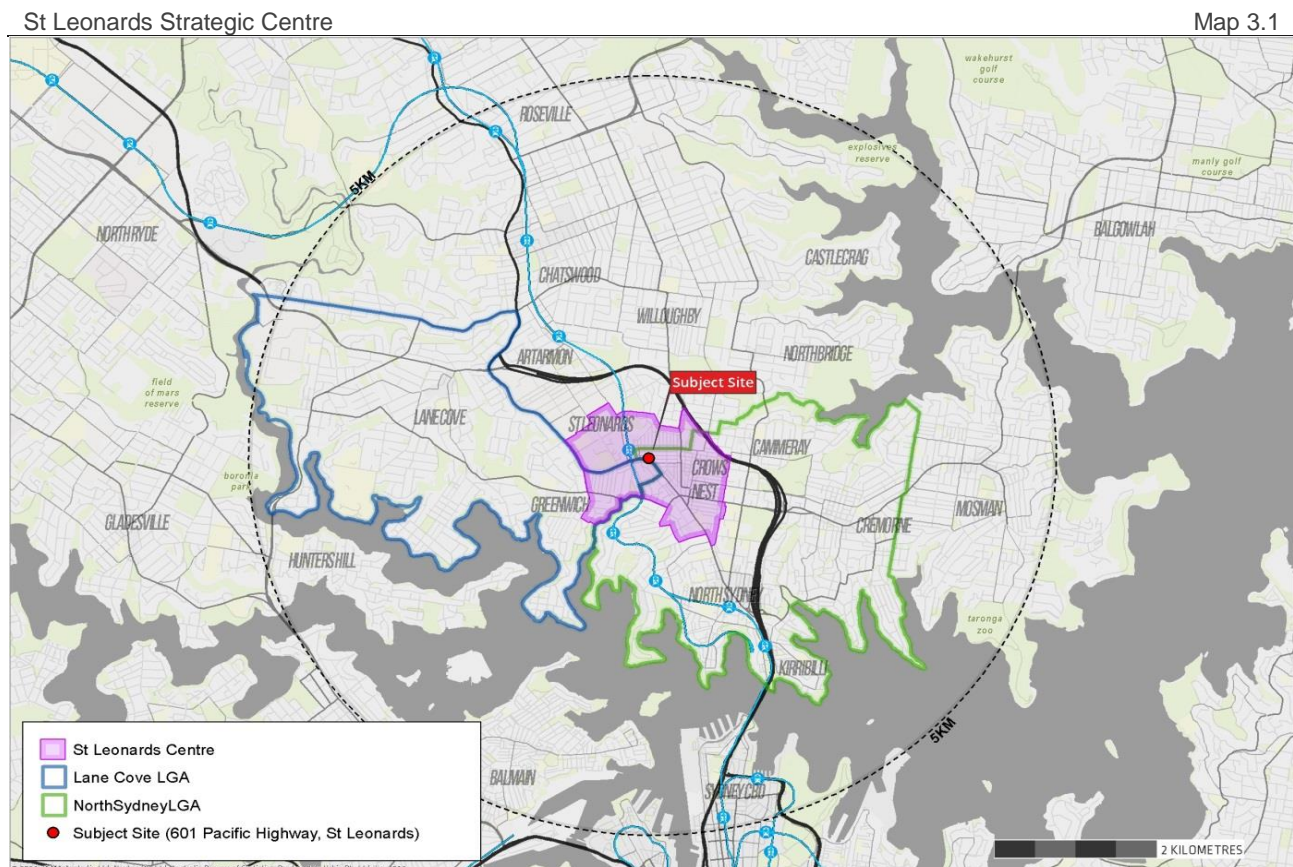 St Leonards Strategic Centre
Map 3.1
wakehurst
golf
course
ROSEVILLE
explosives
reserve
manly golf
course
5KM
NORTH RYDE
BALGOWLAH
CASTLECRAG
CHATSWOOD
WILLOUGHBY
NORTHBRIDGE
ARTARMON
Subject Site
field
of mars
reserve
LANE COVE
ST LEONARDS
CAMMERAY
CROWS
NEST
boronia
park
GREENWICH
MOSMAN
GLADESVILLE
CREMORNE
HUNTERS HILL
NORTH SYDNEY
taronga
zoo
KIRRIBILLI
5KM
St Leonards Centre
Lane Cove LGA
NorthSydneyLGA
Subject Site (601 Pacific Highway, St Leonards)
BALMAIN
SYDNEY CBD
2 KILOMETRES